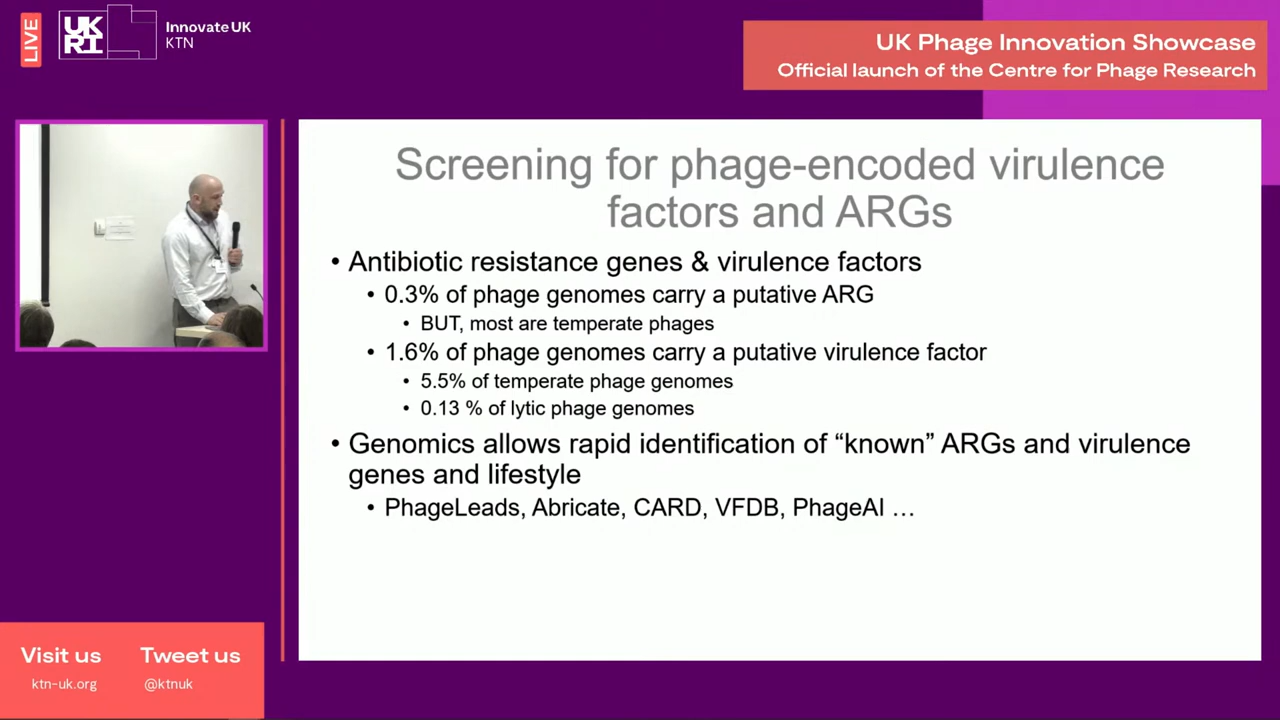 LIVE
UK
RI
Innovate UK
KTN
UK Phage Innovation Showcase
Official launch of the Centre for Phage Research
Screening for phage-encoded virulence
factors and ARGs
• Antibiotic resistance genes & virulence factors
• 0.3% of phage genomes carry a putative ARG
• BUT, most are temperate phages
• 1.6% of phage genomes carry a putative virulence factor
• 5.5% of temperate phage genomes
• 0.13 % of lytic phage genomes
• Genomics allows rapid identification of “known” ARGs and virulence
genes and lifestyle
• PhageLeads, Abricate, CARD, VFDB, PhageAI …
Visit us
ktn-uk.org
Tweet us
@ktnuk